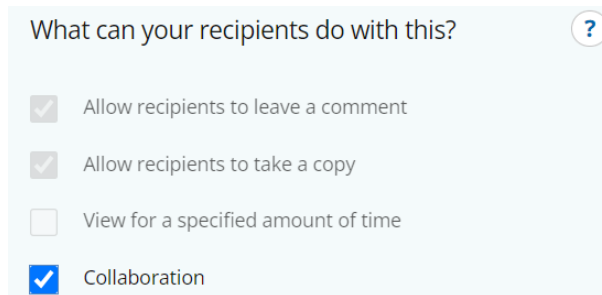 What can your recipients do with this?
?
Allow recipients to leave a comment
Allow recipients to take a copy
View for a specified amount of time
Collaboration